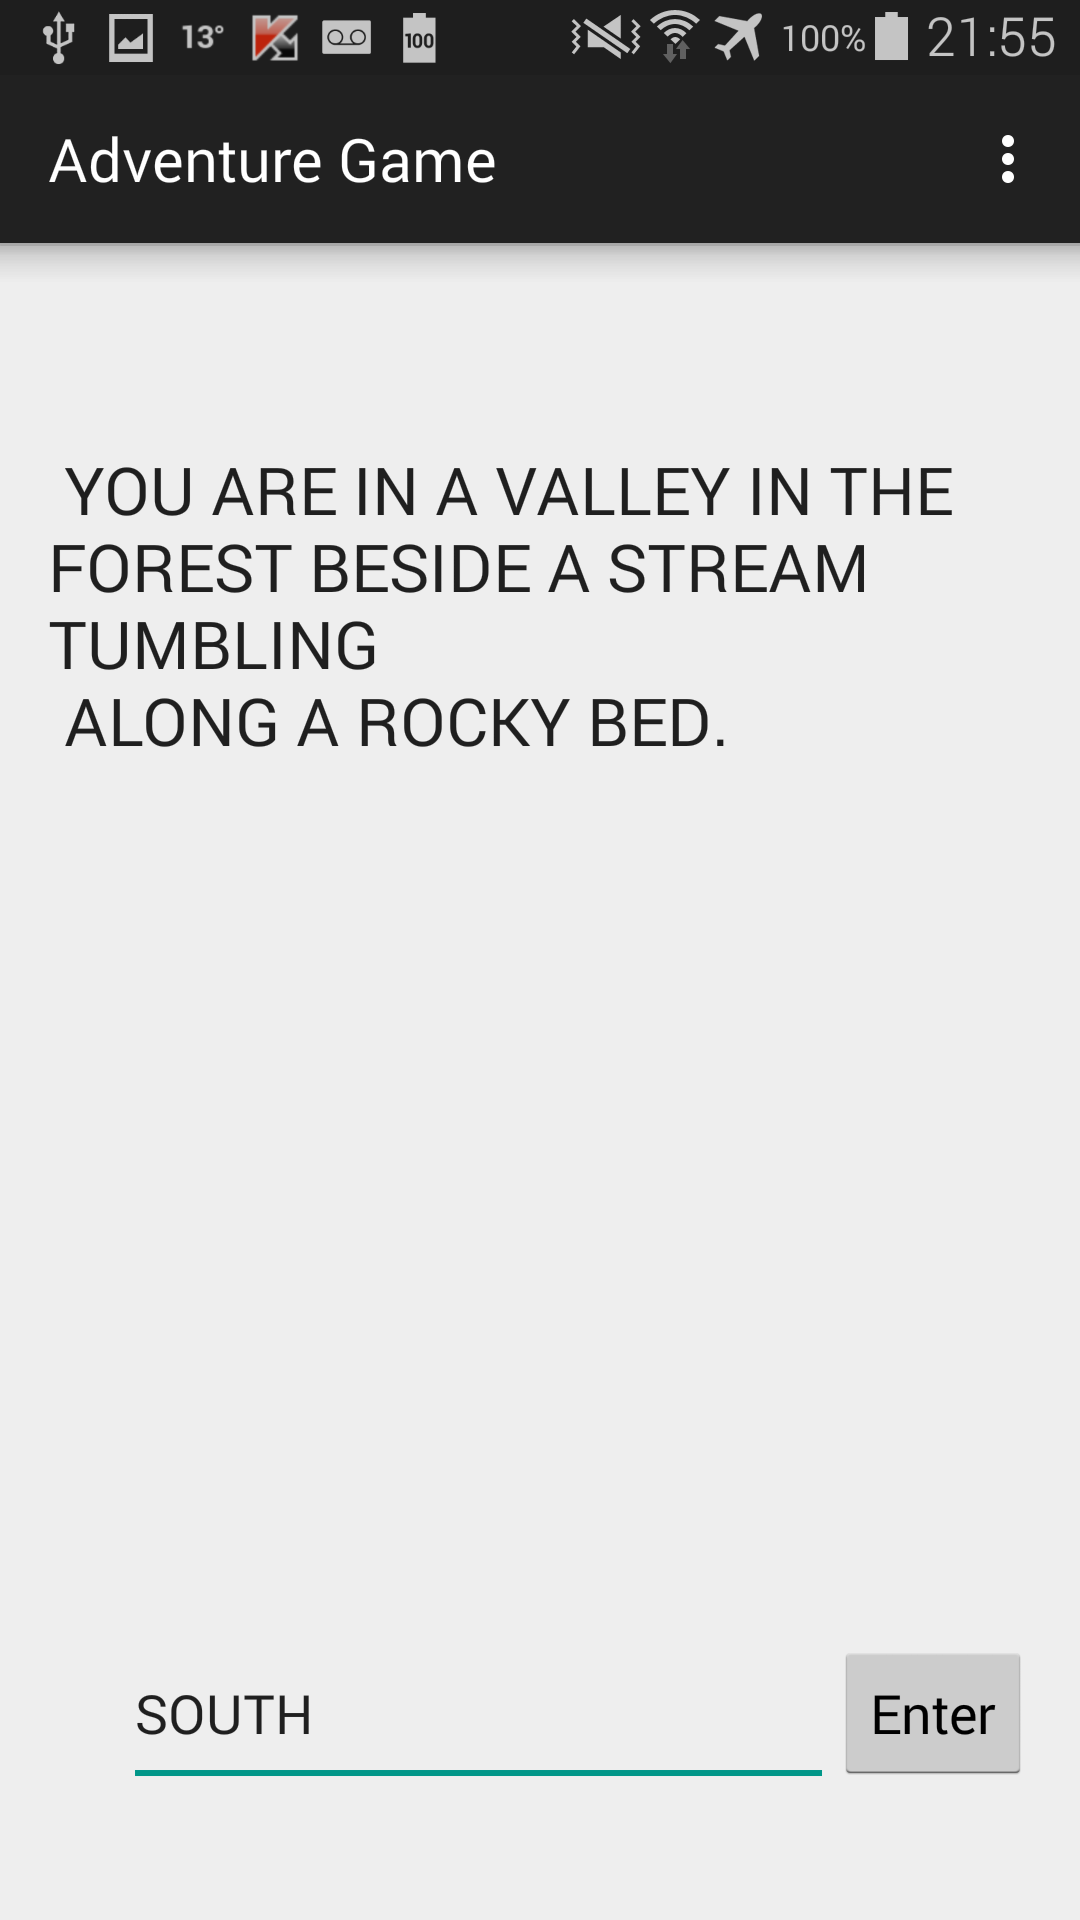 13° 100 100% 21:55
Adventure Game
YOU ARE IN A VALLEY IN THE
FOREST BESIDE A STREAM
TUMBLING
ALONG A ROCKY BED.
SOUTH Enter